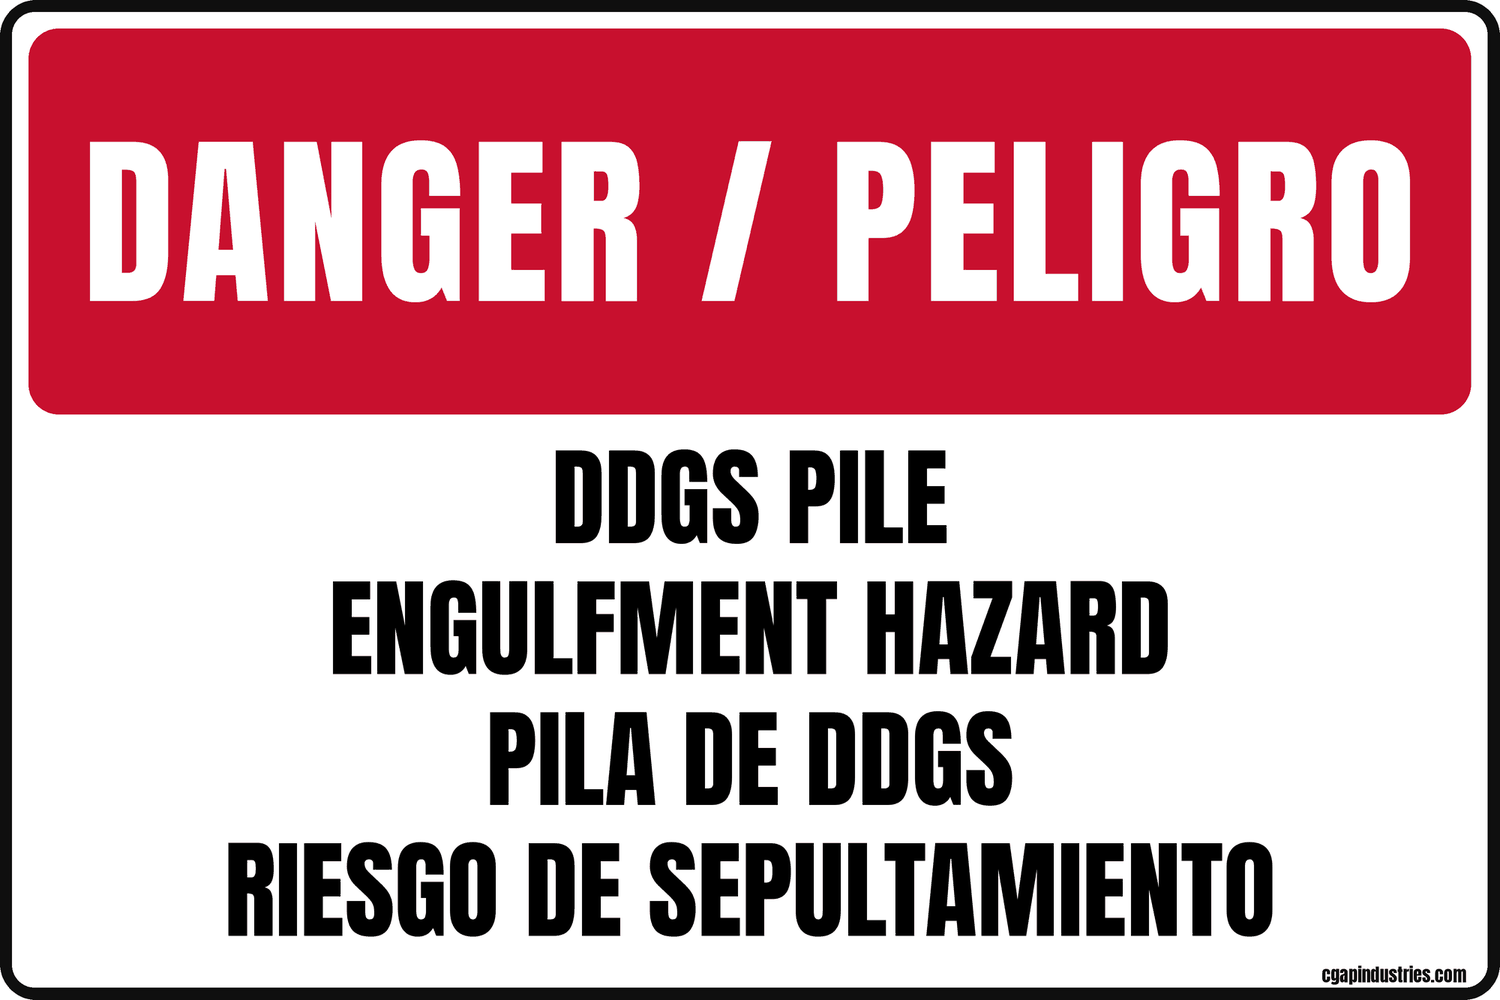 DANGER / PELIGRO
DDGS PILE
ENGULFMENT HAZARD
PILA DE DDGS
RIESGO DE SEPULTAMIENTO
cgapindustries.com